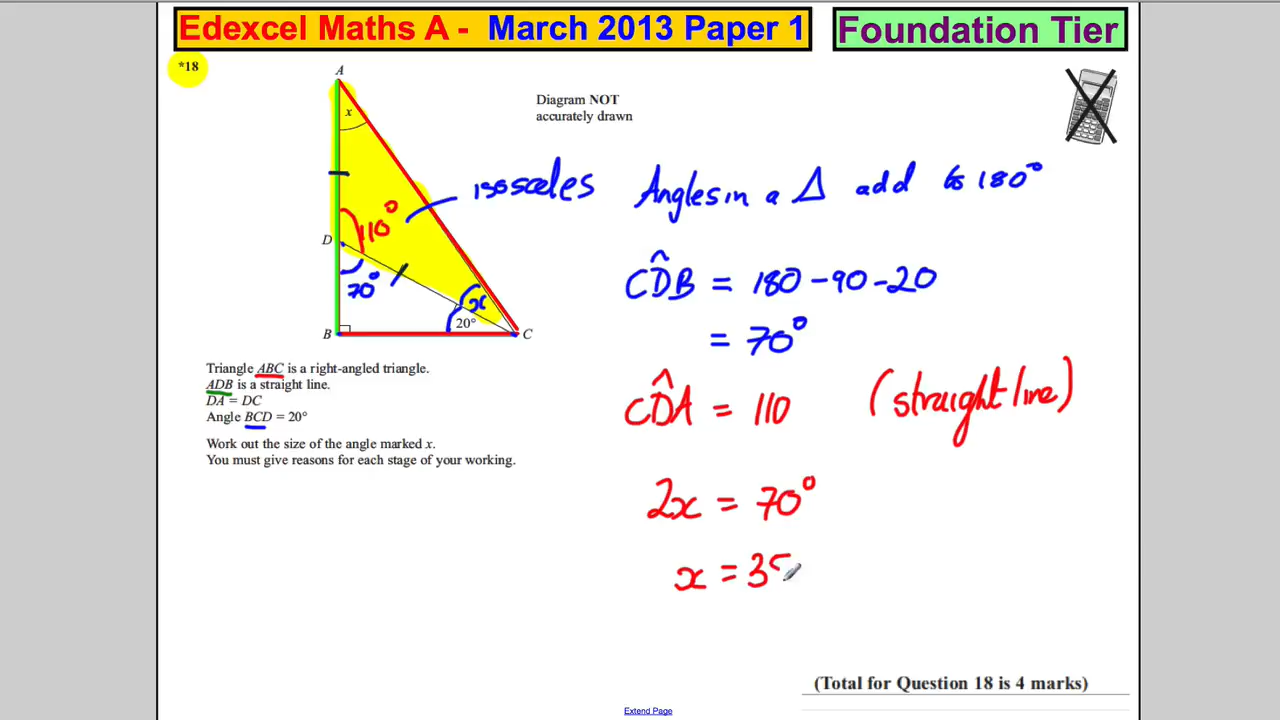 Edexcel Maths A - March 2013 Paper 1
Foundation Tier
*18
A
x
Diagram NOT
accurately drawn
isosceles
Angles in a Δ add to 180°
110°
D
70°
x
20°
B
C
CD̂B = 180 - 90 - 20
= 70°
Triangle ABC is a right-angled triangle.
ADB is a straight line.
DA = DC
Angle BCD = 20°
CD̂A = 110 (straight line)
Work out the size of the angle marked x.
You must give reasons for each stage of your working.
2x = 70°
x = 35
(Total for Question 18 is 4 marks)
Extend Page